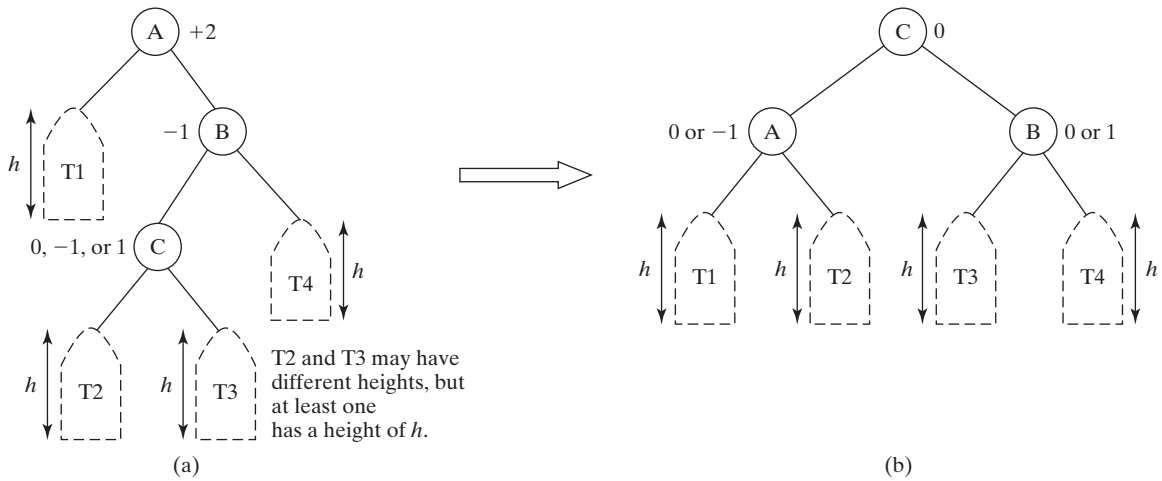 A +2
C 0
−1 B
0 or −1 A
B 0 or 1
h T1
0, −1, or 1 C
T4 h
h T1
h T2
h T3
T4 h
h T2
h T3
T2 and T3 may have
different heights, but
at least one
has a height of h.
(a)
(b)